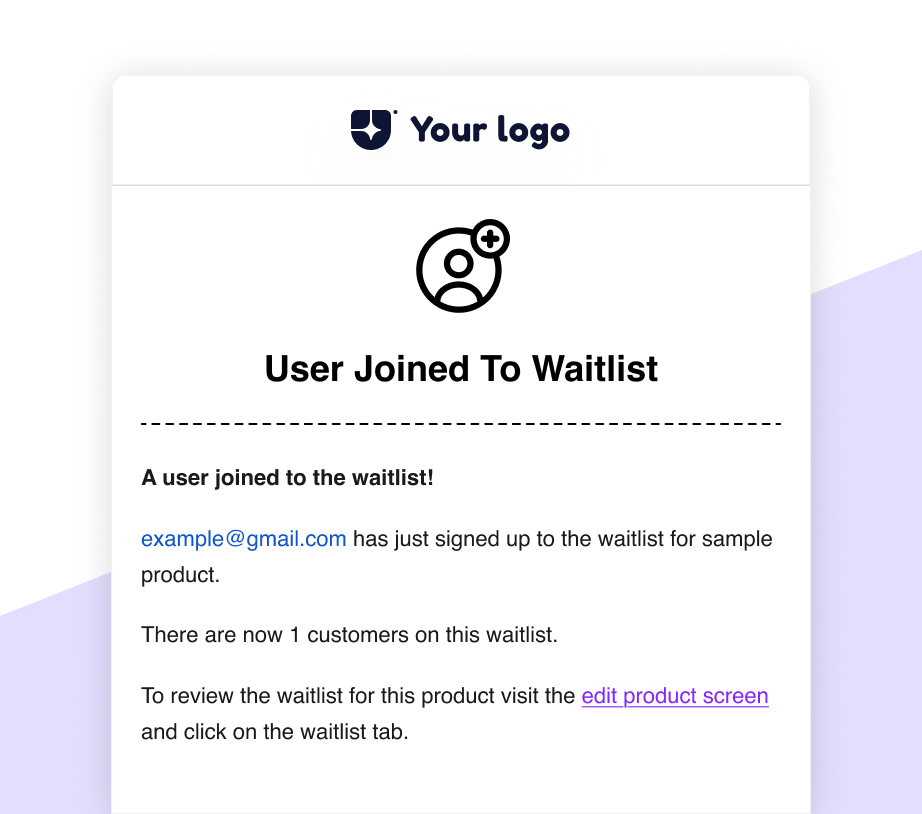 Your logo
User Joined To Waitlist
A user joined to the waitlist!
example@gmail.com has just signed up to the waitlist for sample
product.
There are now 1 customers on this waitlist.
To review the waitlist for this product visit the edit product screen
and click on the waitlist tab.